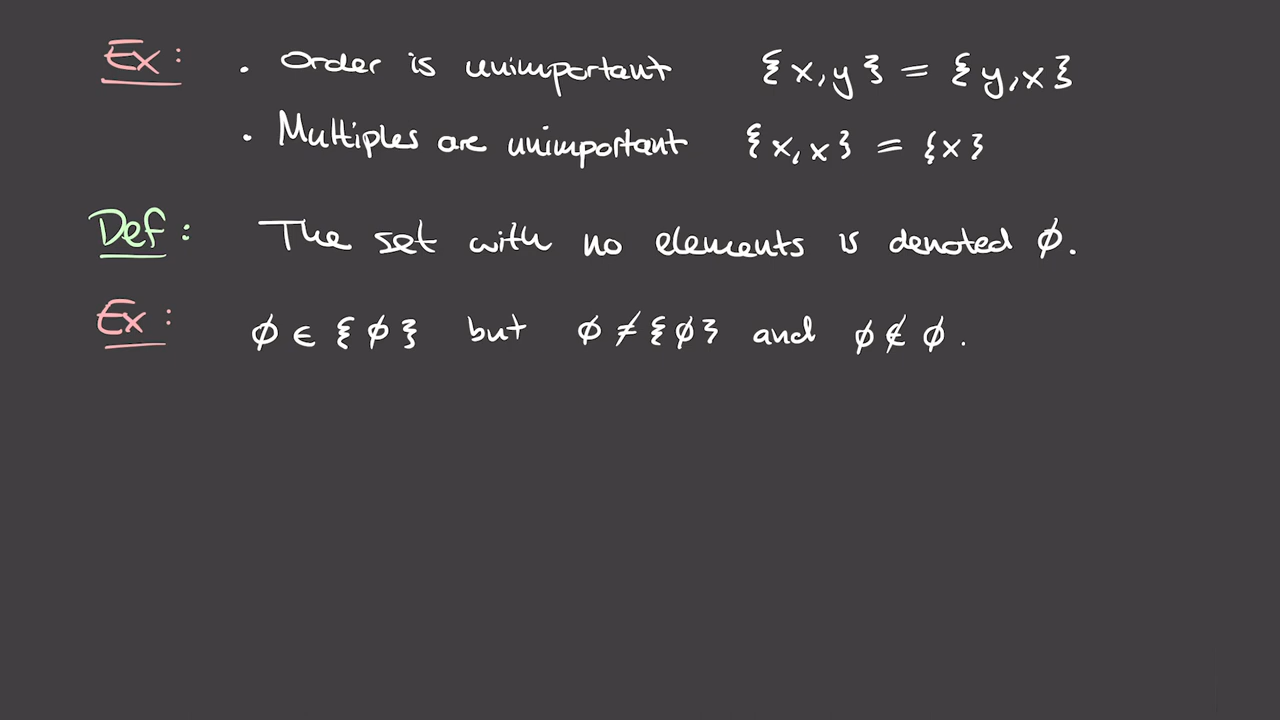 Ex: • Order is unimportant {x,y} = {y,x}
• Multiples are unimportant {x,x} = {x}
Def: The set with no elements is denoted ∅.
Ex: ∅ ∈ {∅} but ∅ ≠ {∅} and ∅ ∉ ∅.